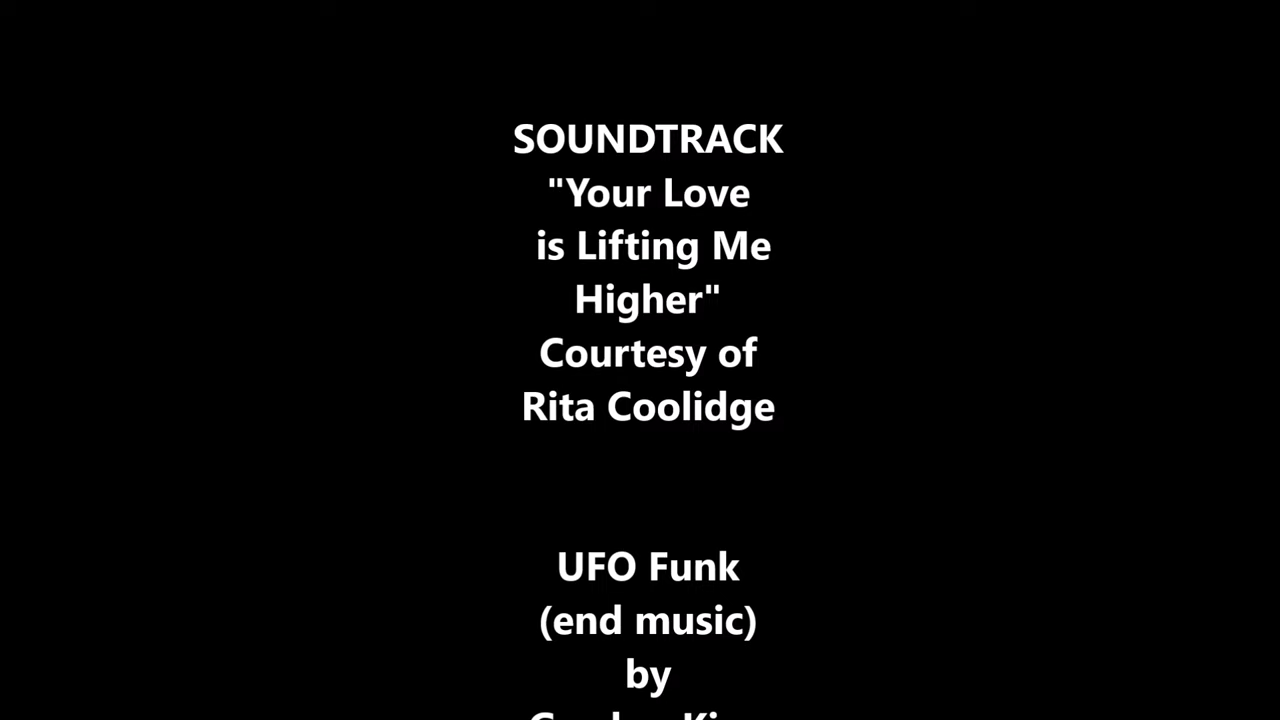 SOUNDTRACK
"Your Love
is Lifting Me
Higher"
Courtesy of
Rita Coolidge
UFO Funk
(end music)
by